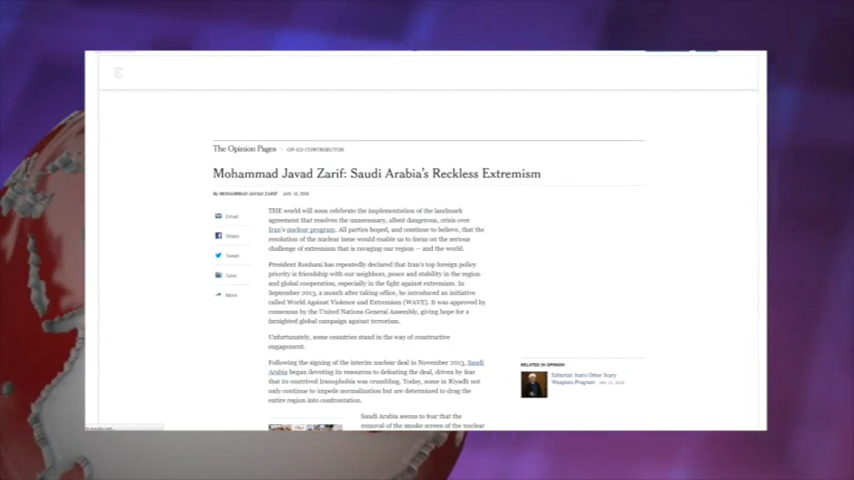 The Opinion Pages | OP-ED CONTRIBUTOR
Mohammad Javad Zarif: Saudi Arabia's Reckless Extremism
By MOHAMMAD JAVAD ZARIF JAN. 10, 2016
Email
Share
Tweet
Save
More
THE world will soon celebrate the implementation of the landmark
agreement that resolves the unnecessary, albeit dangerous, crisis over
Iran's nuclear program. All parties hoped, and continue to believe, that the
resolution of the nuclear issue would enable us to focus on the serious
challenge of extremism that is ravaging our region — and the world.
President Rouhani has repeatedly declared that Iran's top foreign policy
priority is friendship with our neighbors, peace and stability in the region
and global cooperation, especially in the fight against extremism. In
September 2013, a month after taking office, he introduced an initiative
called World Against Violence and Extremism (WAVE). It was approved by
consensus by the United Nations General Assembly, giving hope for a
farsighted global campaign against terrorism.
Unfortunately, some countries stand in the way of constructive
engagement.
Following the signing of the interim nuclear deal in November 2013, Saudi
Arabia began devoting its resources to defeating the deal, driven by fear
that its contrived Iranophobia was crumbling. Today, some in Riyadh not
only continue to impede normalization but are determined to drag the
entire region into confrontation.
Saudi Arabia seems to fear that the
removal of the smoke screen of the nuclear
RELATED IN OPINION
Editorial: Iran's Other Scary
Weapons Program